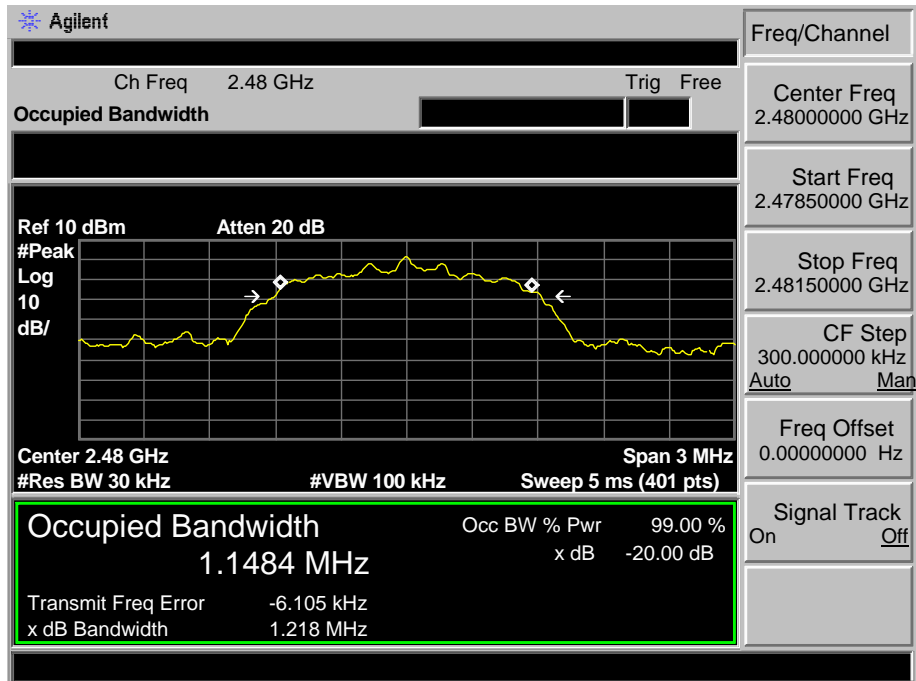 Agilent
Freq/Channel
Ch Freq 2.48 GHz Trig Free
Occupied Bandwidth
Center Freq
2.48000000 GHz
Start Freq
2.47850000 GHz
Ref 10 dBm Atten 20 dB
#Peak
Log
10
dB/
Stop Freq
2.48150000 GHz
CF Step
300.000000 kHz
Auto Man
Freq Offset
0.00000000 Hz
Center 2.48 GHz Span 3 MHz
#Res BW 30 kHz #VBW 100 kHz Sweep 5 ms (401 pts)
Signal Track
On Off
Occupied Bandwidth Occ BW % Pwr 99.00 %
1.1484 MHz x dB -20.00 dB
Transmit Freq Error -6.105 kHz
x dB Bandwidth 1.218 MHz